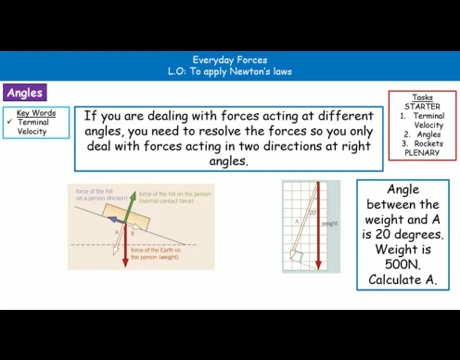 Everyday Forces
L.O: To apply Newton's laws
Angles
Key Words
✓ Terminal
Velocity
If you are dealing with forces acting at different
angles, you need to resolve the forces so you only
deal with forces acting in two directions at right
angles.
Tasks
STARTER
1. Terminal
Velocity
2. Angles
3. Rockets
PLENARY
force of the hill
on a person (friction)
force of the hill on the person
(normal contact force)
A
B
force of the Earth on
the person (weight)
A
20°
weight
Angle
between the
weight and A
is 20 degrees.
Weight is
500N.
Calculate A.